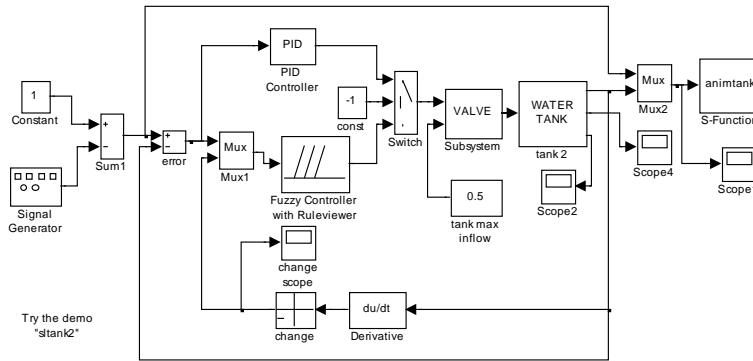 PID
PID
Controller
1
Constant
-1
const
Switch
VALVE
Subsystem
WATER
TANK
tank 2
Mux
Mux2
animtank
S-Function
Sum1
error
Mux
Mux1
Fuzzy Controller
with Ruleviewer
Signal
Generator
0.5
tank max
inflow
Scope2
Scope4
Scope
change
scope
change
du/dt
Derivative
Try the demo
"sltank2"